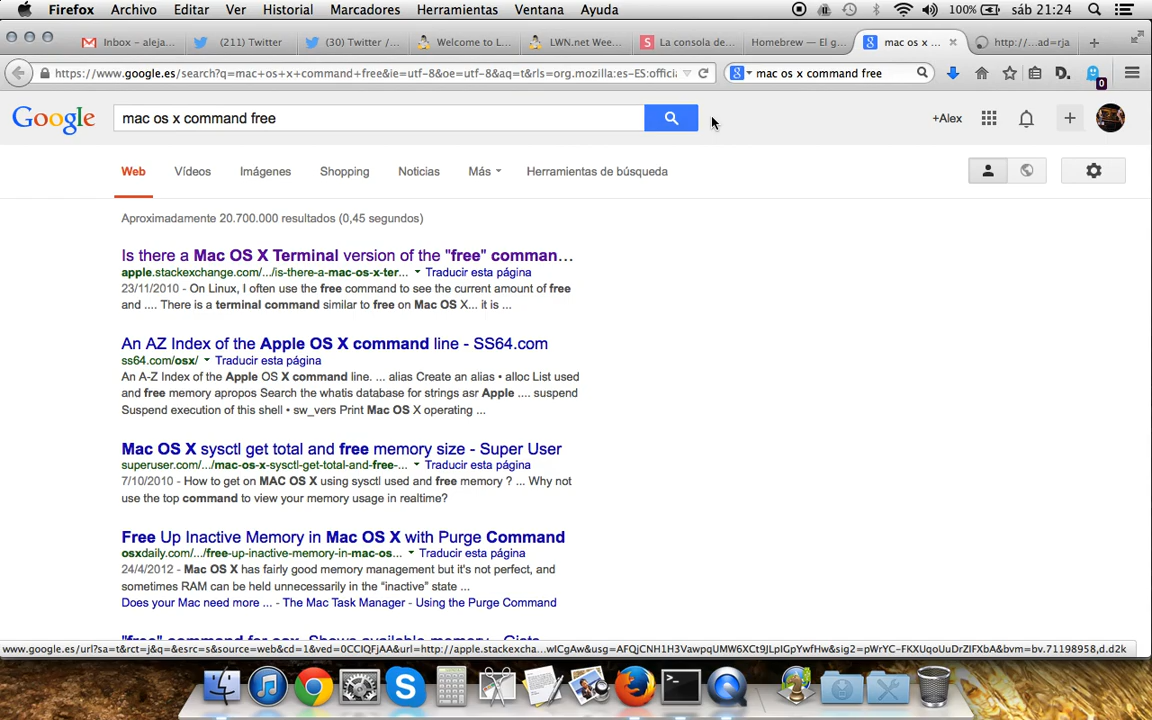 Firefox Archivo Editar Ver Historial Marcadores Herramientas Ventana Ayuda 100% sáb 21:24
Inbox - aleja... (211) Twitter (30) Twitter /... Welcome to L... LWN.net Wee... La consola de... Homebrew — El g... mac os x ... http://...ad=rja
https://www.google.es/search?q=mac+os+x+command+free&ie=utf-8&oe=utf-8&aq=t&rls=org.mozilla:es-ES:offici mac os x command free D. 0
Google mac os x command free +Alex
Web Vídeos Imágenes Shopping Noticias Más Herramientas de búsqueda
Aproximadamente 20.700.000 resultados (0,45 segundos)
Is there a Mac OS X Terminal version of the "free" comman...
apple.stackexchange.com/.../is-there-a-mac-os-x-ter... Traducir esta página
23/11/2010 - On Linux, I often use the free command to see the current amount of free
and .... There is a terminal command similar to free on Mac OS X... it is ...
An AZ Index of the Apple OS X command line - SS64.com
ss64.com/osx/ Traducir esta página
An A-Z Index of the Apple OS X command line. ... alias Create an alias • alloc List used
and free memory apropos Search the whatis database for strings asr Apple .... suspend
Suspend execution of this shell • sw_vers Print Mac OS X operating ...
Mac OS X sysctl get total and free memory size - Super User
superuser.com/.../mac-os-x-sysctl-get-total-and-free-... Traducir esta página
7/10/2010 - How to get on MAC OS X using sysctl used and free memory ? ... Why not
use the top command to view your memory usage in realtime?
Free Up Inactive Memory in Mac OS X with Purge Command
osxdaily.com/.../free-up-inactive-memory-in-mac-os... Traducir esta página
24/4/2012 - Mac OS X has fairly good memory management but it's not perfect, and
sometimes RAM can be held unnecessarily in the "inactive" state ...
Does your Mac need more ... - The Mac Task Manager - Using the Purge Command
"free" command for osx. Shows available memory - Gists
www.google.es/url?sa=t&rct=j&q=&esrc=s&source=web&cd=1&ved=0CCIQFjAA&url=http://apple.stackexcha...wICgAw&usg=AFQjCNH1H3VawpqUMW6XCt9JLpIGpYwfHw&sig2=pWrYC-FKXUqoUuDrZIFXbA&bvm=bv.71198958,d.d2k